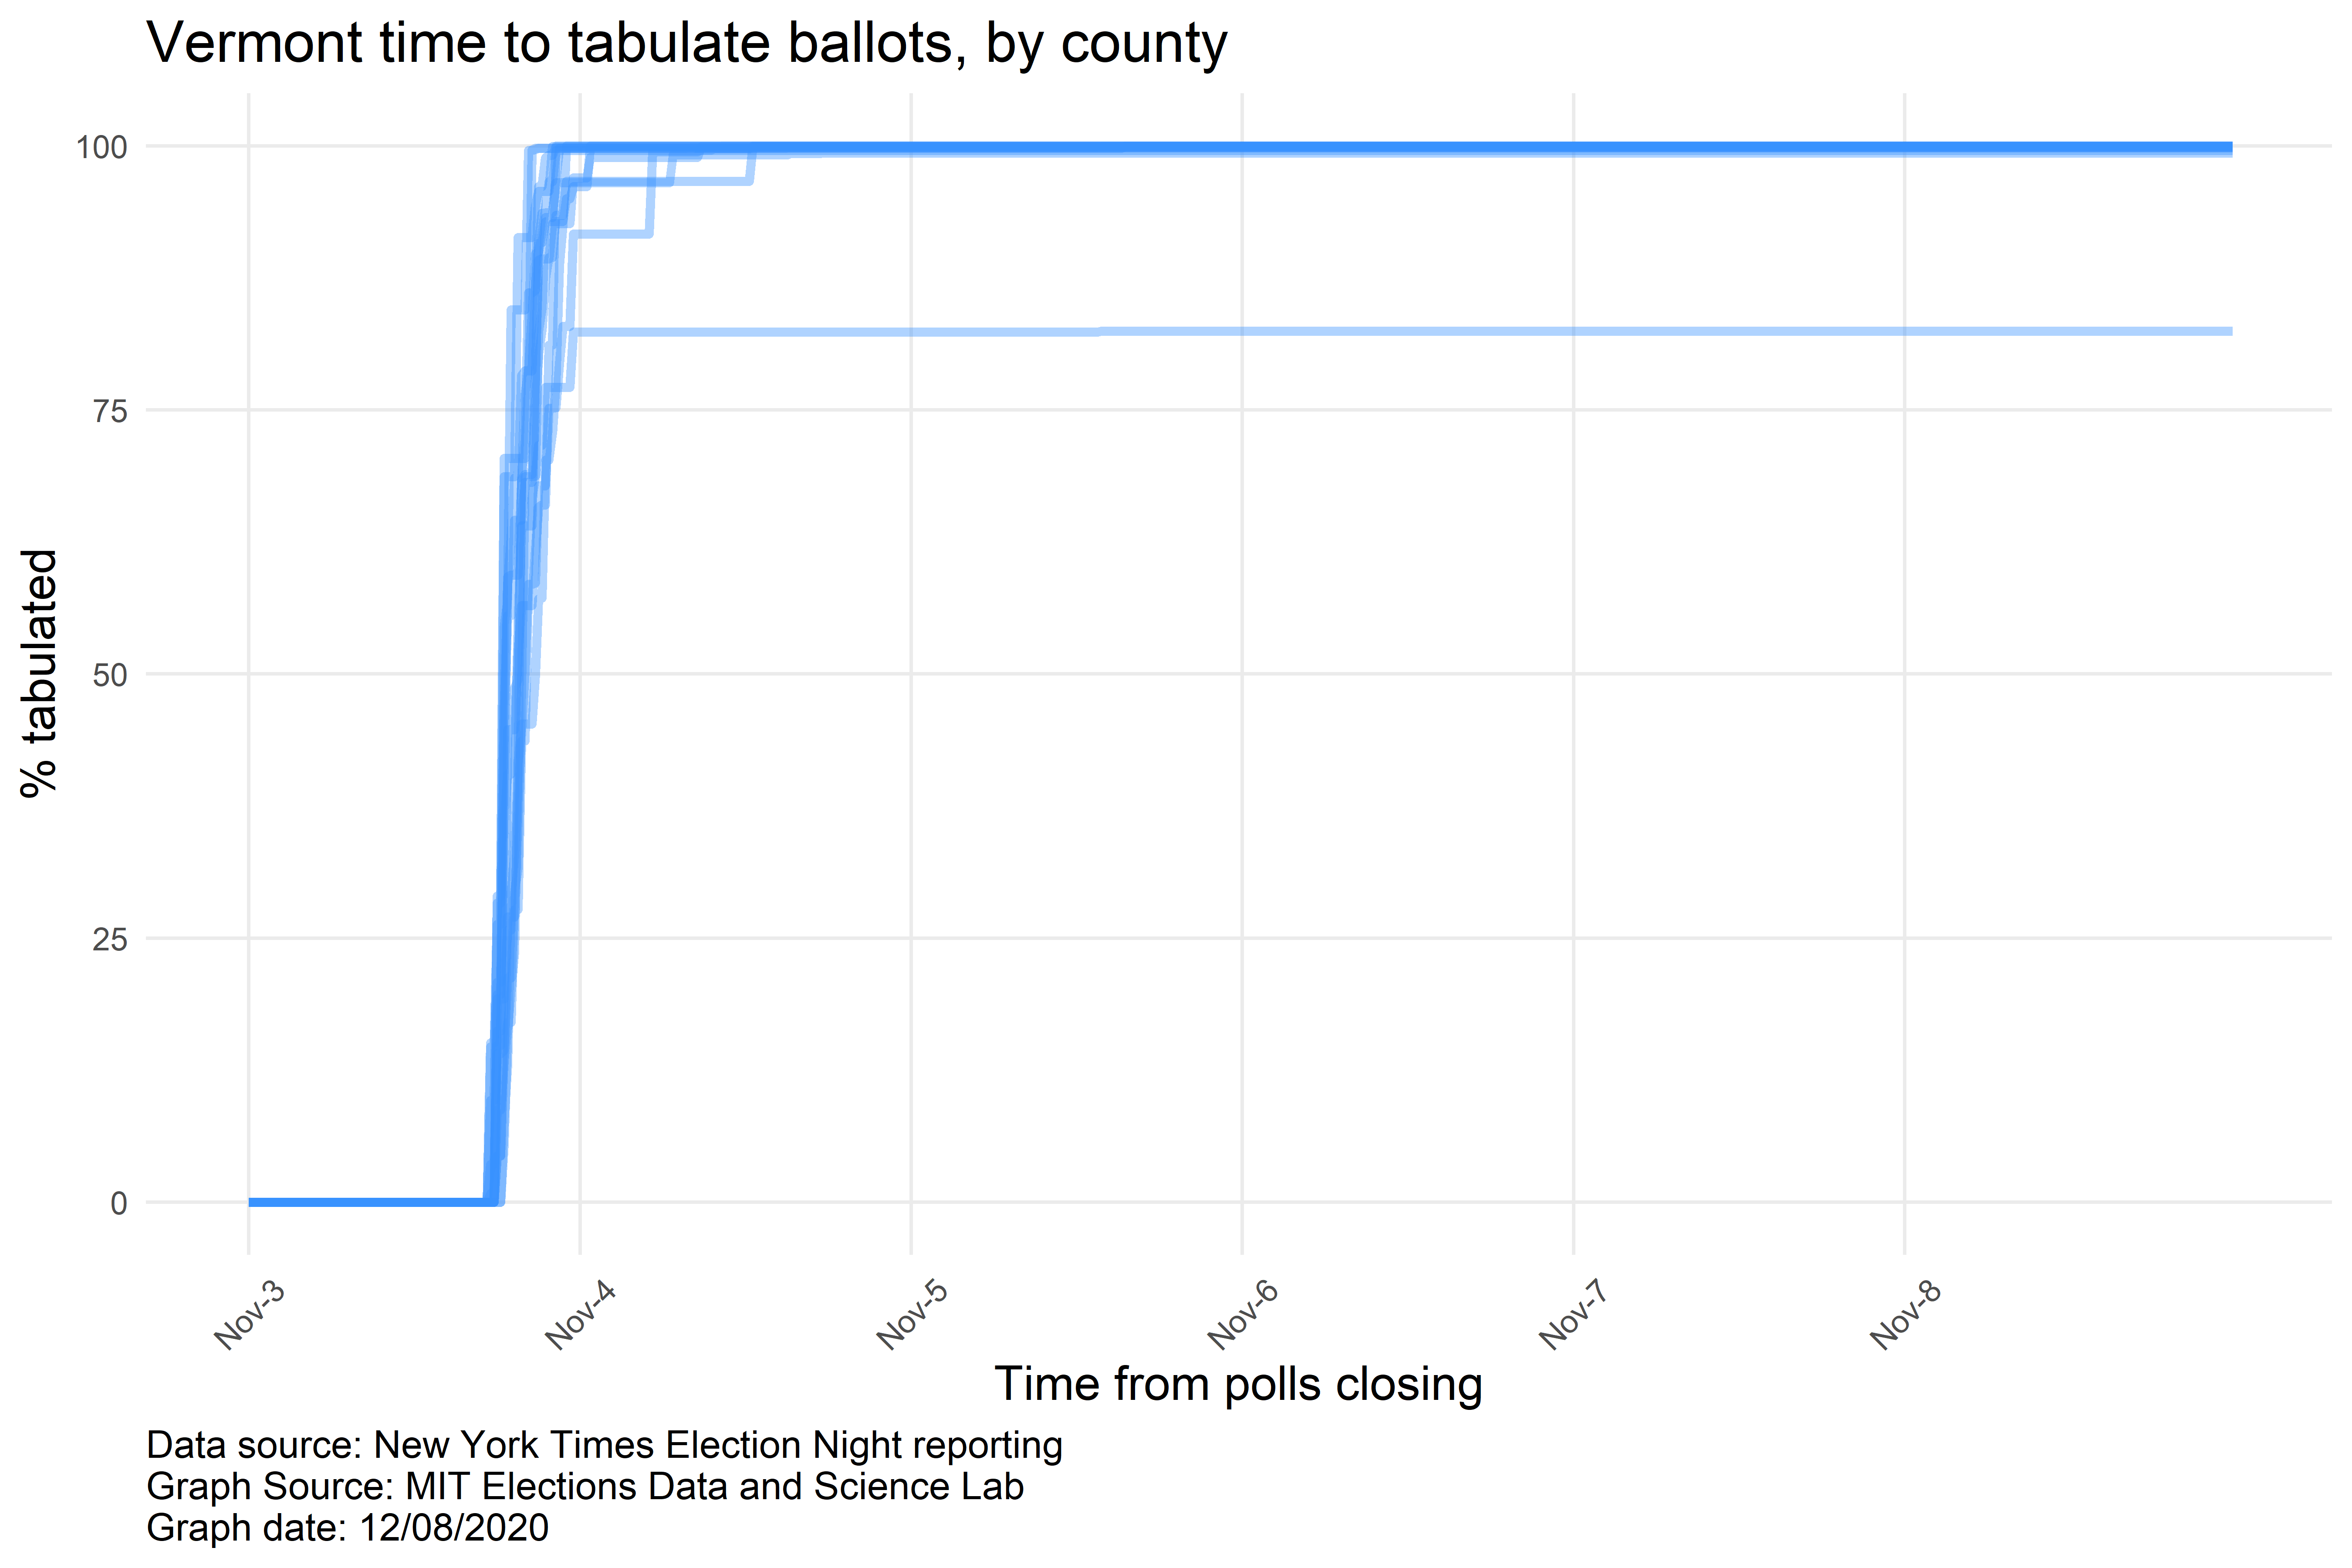 Vermont time to tabulate ballots, by county
100
75
50
25
0
% tabulated
Nov-3
Nov-4
Nov-5
Nov-6
Nov-7
Nov-8
Time from polls closing
Data source: New York Times Election Night reporting
Graph Source: MIT Elections Data and Science Lab
Graph date: 12/08/2020